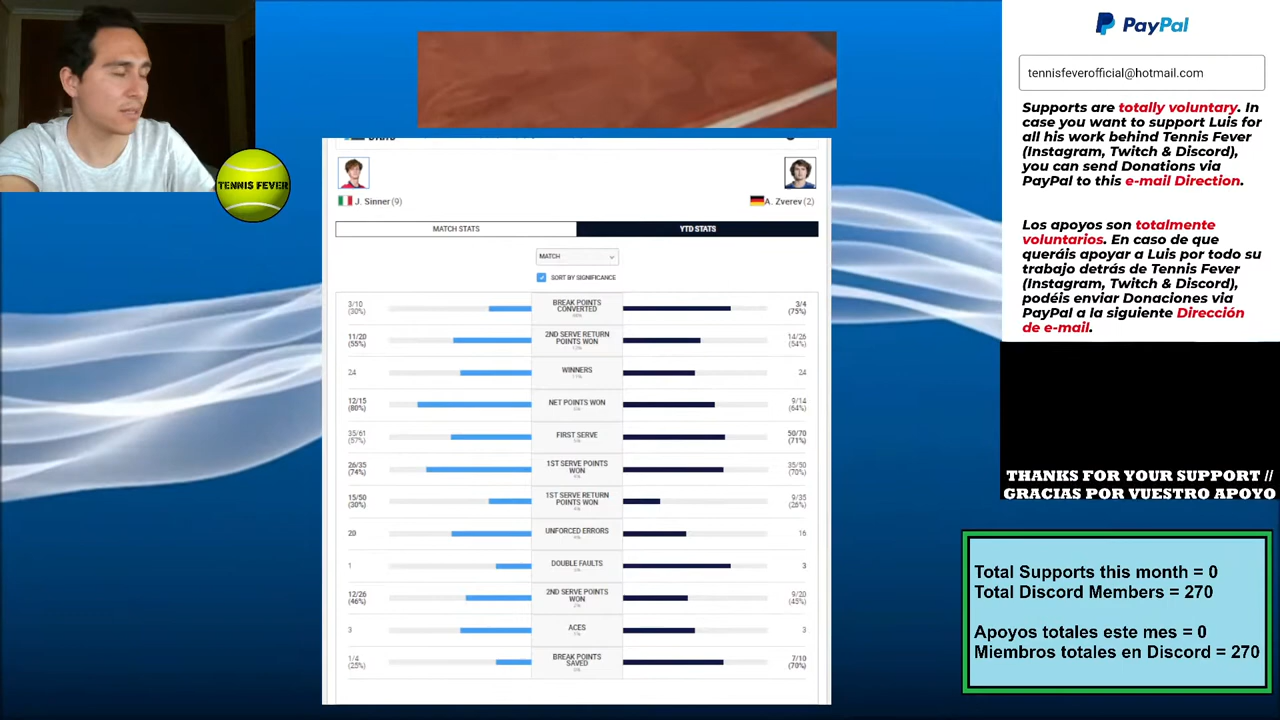 TENNIS FEVER
J. Sinner (9)
A. Zverev (2)
MATCH STATS
YTD STATS
MATCH
SORT BY SIGNIFICANCE
3/10
(30%)
BREAK POINTS
CONVERTED
3/4
(75%)
11/20
(55%)
2ND SERVE RETURN
POINTS WON
14/26
(54%)
24
WINNERS
24
12/15
(80%)
NET POINTS WON
9/14
(64%)
35/61
(57%)
FIRST SERVE
50/70
(71%)
26/35
(74%)
1ST SERVE POINTS
WON
35/50
(70%)
15/50
(30%)
1ST SERVE RETURN
POINTS WON
9/35
(26%)
20
UNFORCED ERRORS
16
1
DOUBLE FAULTS
3
12/26
(46%)
2ND SERVE POINTS
WON
9/20
(45%)
3
ACES
3
1/4
(25%)
BREAK POINTS
SAVED
7/10
(70%)
PayPal
tennisfeverofficial@hotmail.com
Supports are totally voluntary. In
case you want to support Luis for
all his work behind Tennis Fever
(Instagram, Twitch & Discord),
you can send Donations via
PayPal to this e-mail Direction.
Los apoyos son totalmente
voluntarios. En caso de que
queráis apoyar a Luis por todo su
trabajo detrás de Tennis Fever
(Instagram, Twitch & Discord),
podéis enviar Donaciones via
PayPal a la siguiente Dirección
de e-mail.
THANKS FOR YOUR SUPPORT //
GRACIAS POR VUESTRO APOYO
Total Supports this month = 0
Total Discord Members = 270
Apoyos totales este mes = 0
Miembros totales en Discord = 270